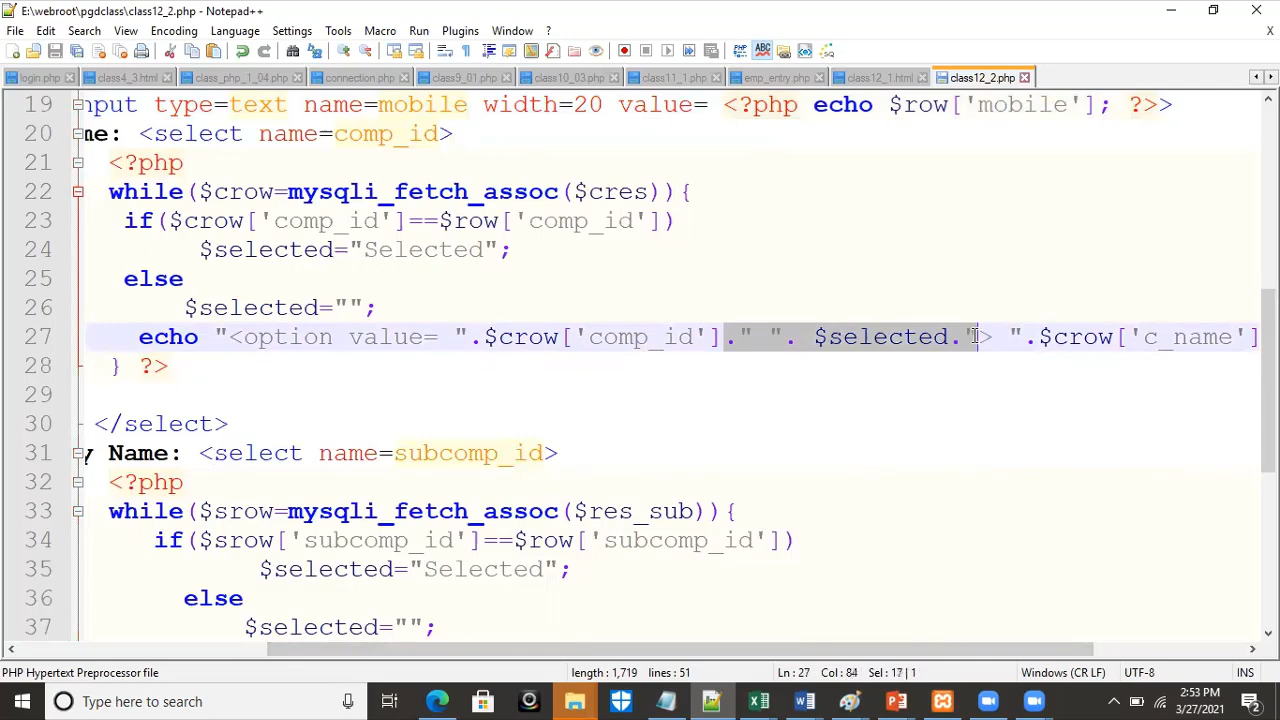 E:\webroot\pgdclass\class12_2.php - Notepad++
File Edit Search View Encoding Language Settings Tools Macro Run Plugins Window ?
login.php class4_3.html class_php_1_04.php connection.php class9_01.php class10_03.php class11_1.php emp_entry.php class12_1.html class12_2.php
19 nput type=text name=mobile width=20 value= <?php echo $row['mobile']; ?>>
20 me: <select name=comp_id>
21 <?php
22 while($crow=mysqli_fetch_assoc($cres)){
23 if($crow['comp_id']==$row['comp_id'])
24 $selected="Selected";
25 else
26 $selected="";
27 echo "<option value= ".$crow['comp_id']." ". $selected."> ".$crow['c_name']
28 } ?>
29
30 </select>
31 y Name: <select name=subcomp_id>
32 <?php
33 while($srow=mysqli_fetch_assoc($res_sub)){
34 if($srow['subcomp_id']==$row['subcomp_id'])
35 $selected="Selected";
36 else
37 $selected="";
PHP Hypertext Preprocessor file length : 1,719 lines : 51 Ln : 27 Col : 84 Sel : 17 | 1 Windows (CR LF) UTF-8 INS
Type here to search 2:53 PM
3/27/2021